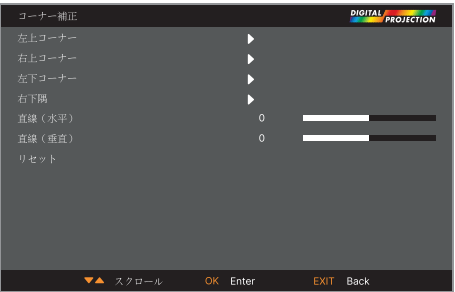 コーナー補正 DIGITAL PROJECTION
左上コーナー
右上コーナー
左下コーナー
右下隅
直線（水平） 0
直線（垂直） 0
リセット
スクロール OK Enter EXIT Back